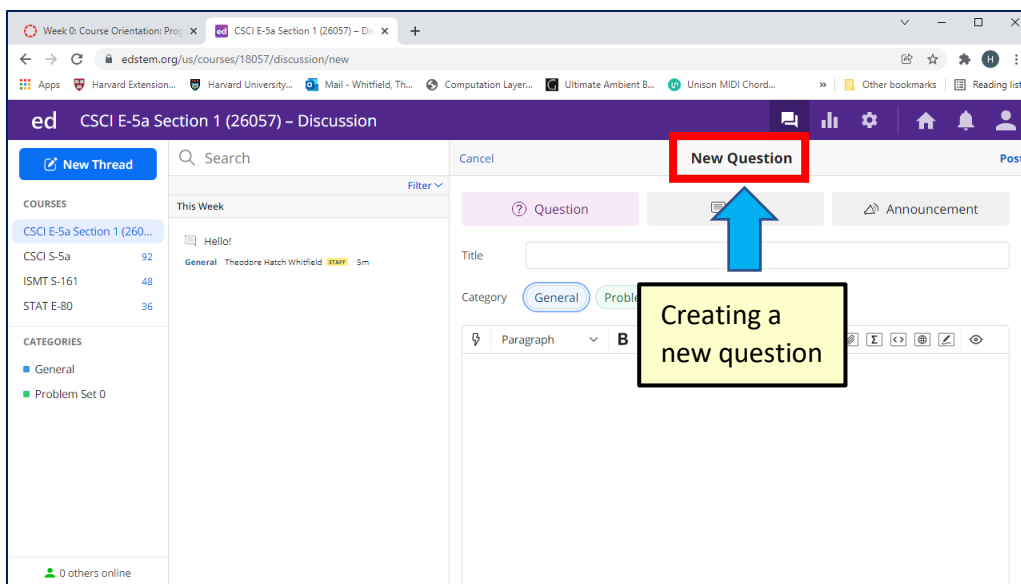 Week 0: Course Orientation: Prog
ed CSCI E-5a Section 1 (26057) – Dis
edstem.org/us/courses/18057/discussion/new
H
Apps Harvard Extension... Harvard University... Mail - Whitfield, Th... Computation Layer... Ultimate Ambient B... Unison MIDI Chord... » Other bookmarks Reading list
ed CSCI E-5a Section 1 (26057) – Discussion
New Thread
COURSES
CSCI E-5a Section 1 (260...
CSCI S-5a 92
ISMT S-161 48
STAT E-80 36
CATEGORIES
General
Problem Set 0
0 others online
Search
Filter
This Week
Hello!
General Theodore Hatch Whitfield STAFF 5m
Cancel New Question Post
Question Announcement
Title
Category General Proble
Paragraph B
Creating a
new question